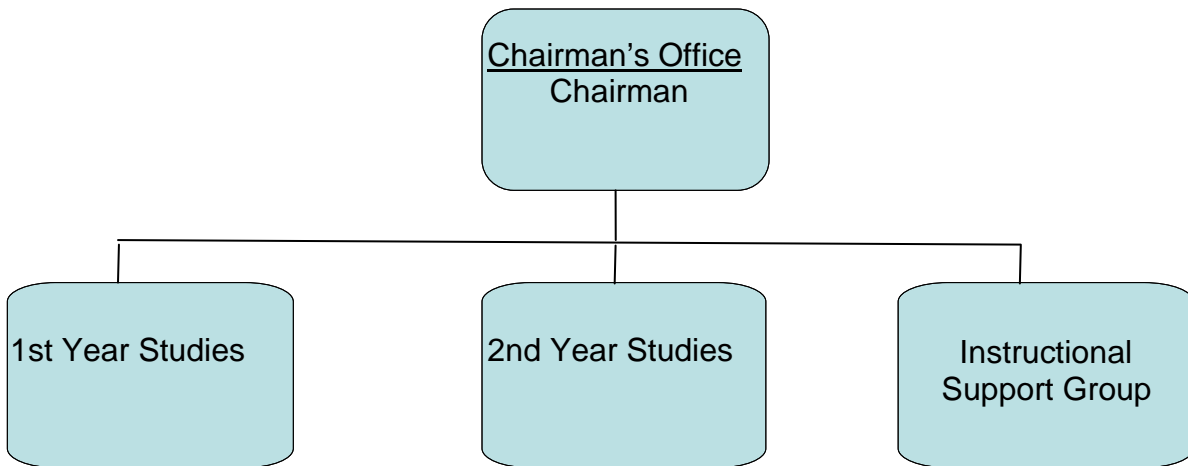 Chairman’s Office
Chairman
1st Year Studies
2nd Year Studies
Instructional
Support Group